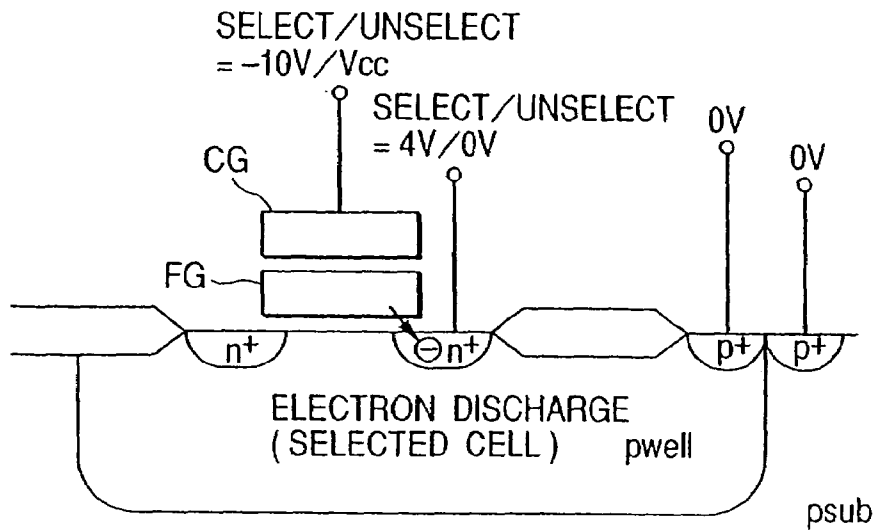 SELECT/UNSELECT
= –10V/Vcc
SELECT/UNSELECT
= 4V/0V
0V
0V
CG
FG
n+
⊖ n+
p+
p+
ELECTRON DISCHARGE
(SELECTED CELL)
pwell
psub